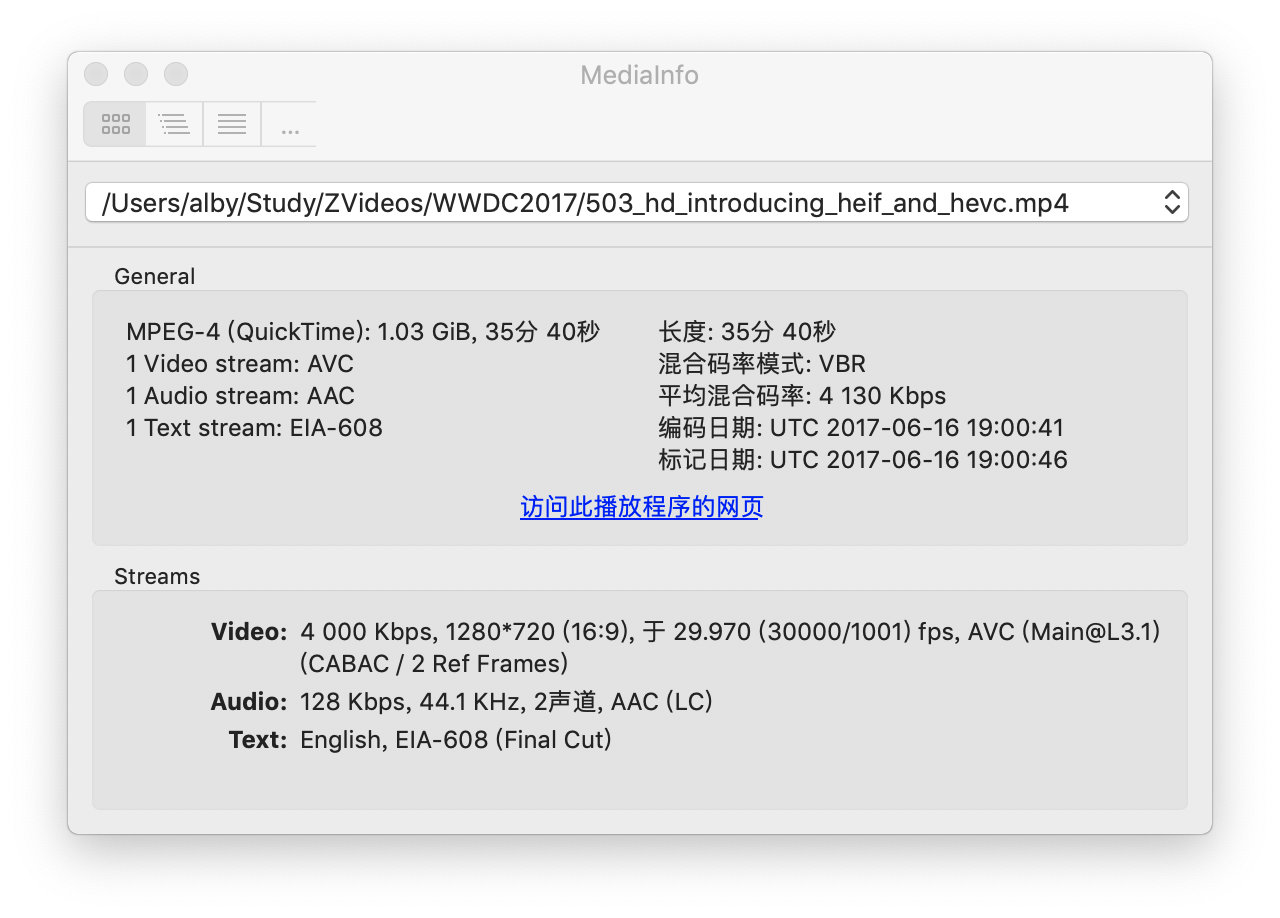 MediaInfo
...
/Users/alby/Study/ZVideos/WWDC2017/503_hd_introducing_heif_and_hevc.mp4
General
MPEG-4 (QuickTime): 1.03 GiB, 35分 40秒
1 Video stream: AVC
1 Audio stream: AAC
1 Text stream: EIA-608
长度: 35分 40秒
混合码率模式: VBR
平均混合码率: 4 130 Kbps
编码日期: UTC 2017-06-16 19:00:41
标记日期: UTC 2017-06-16 19:00:46
访问此播放程序的网页
Streams
Video: 4 000 Kbps, 1280*720 (16:9), 于 29.970 (30000/1001) fps, AVC (Main@L3.1)
(CABAC / 2 Ref Frames)
Audio: 128 Kbps, 44.1 KHz, 2声道, AAC (LC)
Text: English, EIA-608 (Final Cut)